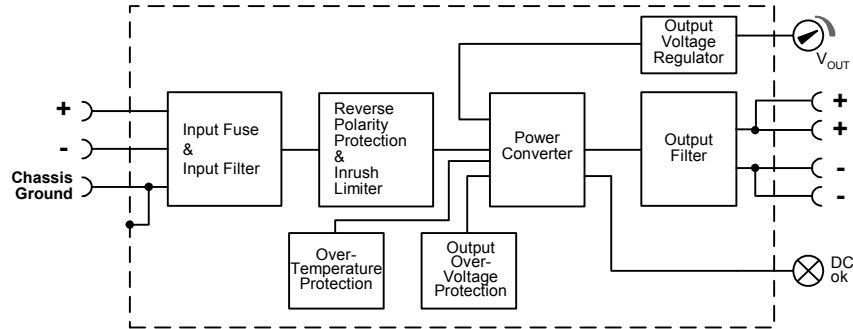 Output
Voltage
Regulator
V_OUT
+
-
Chassis
Ground
Input Fuse
&
Input Filter
Reverse
Polarity
Protection
&
Inrush
Limiter
Power
Converter
Output
Filter
+
+
-
-
Over-
Temperature
Protection
Output
Over-
Voltage
Protection
DC
ok